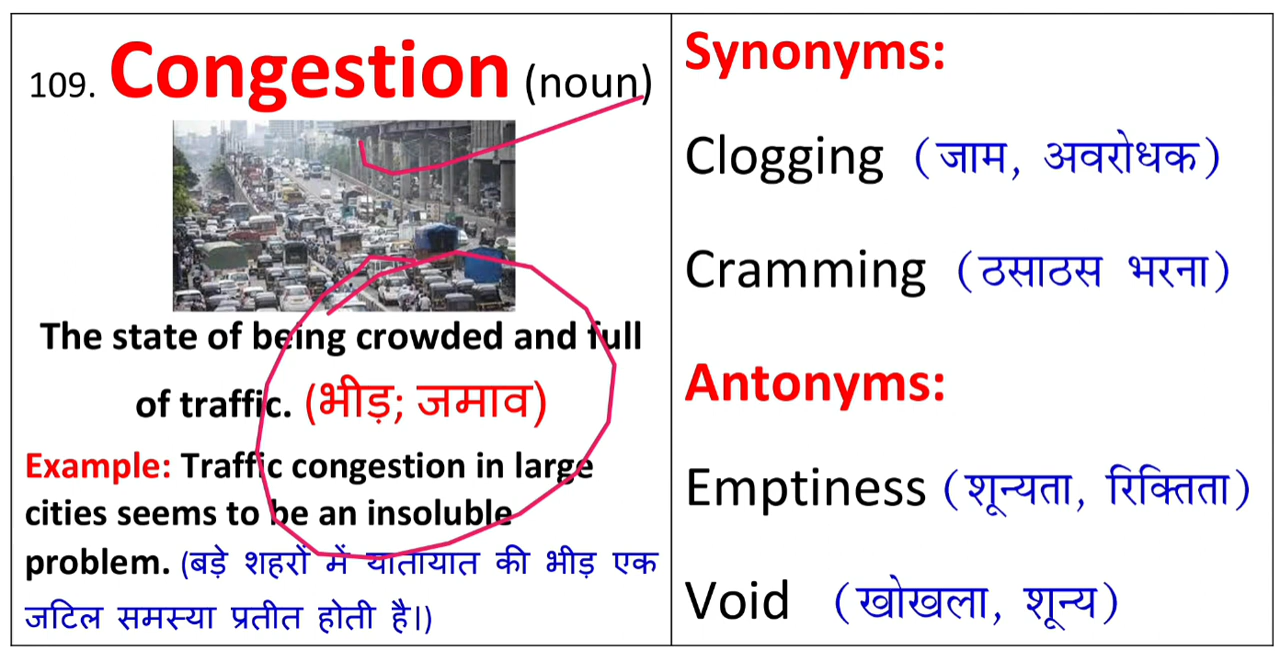 109. Congestion (noun)
The state of being crowded and full
of traffic. (भीड़; जमाव)
Example: Traffic congestion in large
cities seems to be an insoluble
problem. (बड़े शहरों में यातायात की भीड़ एक
जटिल समस्या प्रतीत होती है।)
Synonyms:
Clogging (जाम, अवरोधक)
Cramming (ठसाठस भरना)
Antonyms:
Emptiness (शून्यता, रिक्तिता)
Void (खोखला, शून्य)